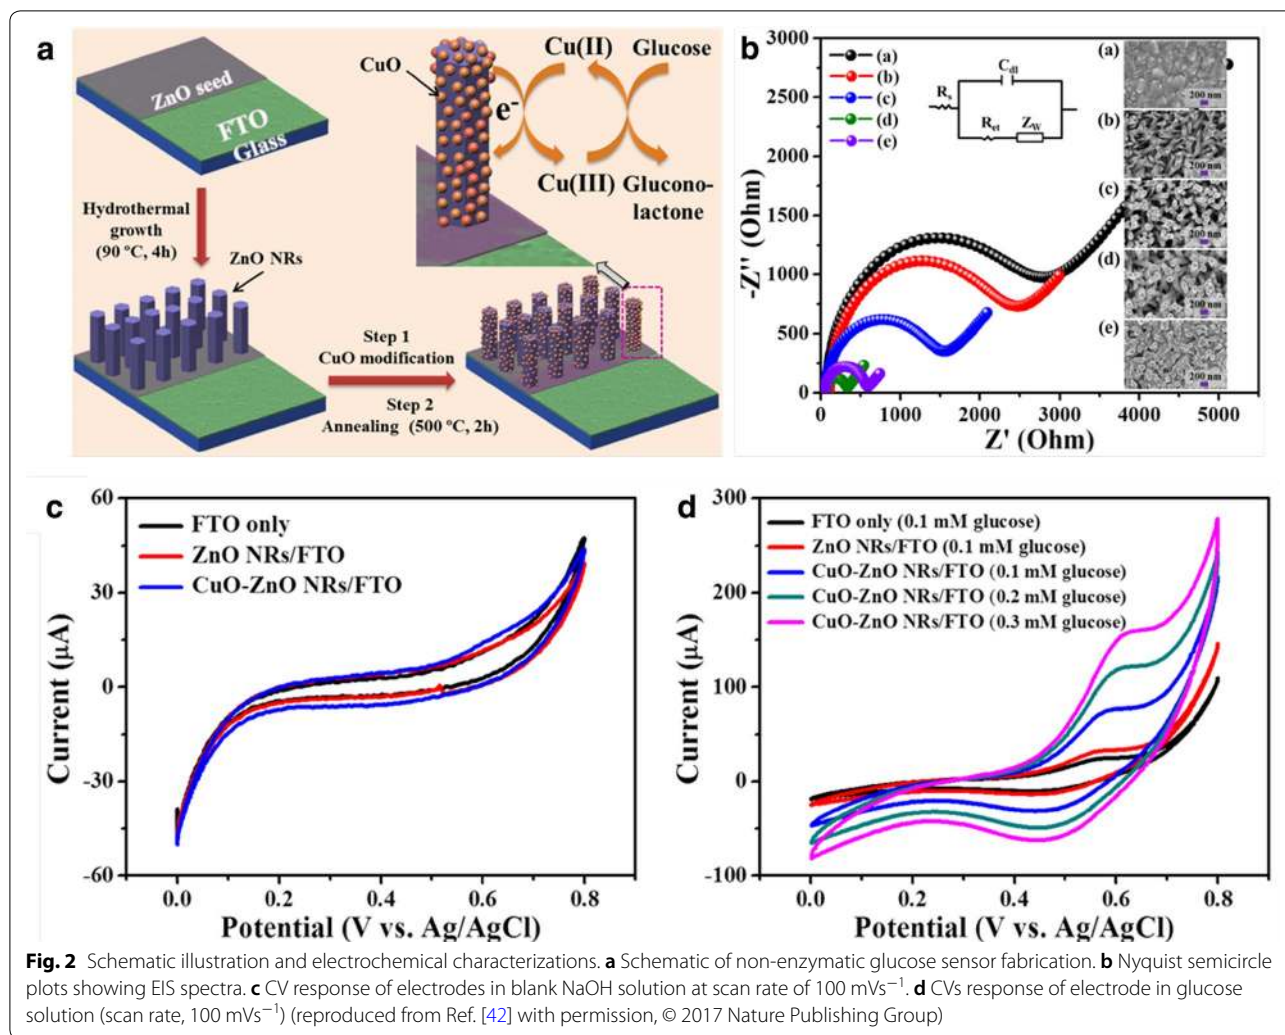 a
ZnO seed
FTO
Glass
Hydrothermal
growth
(90 °C, 4h)
ZnO NRs
CuO
e-
Cu(II)
Glucose
Cu(III)
Glucono-
lactone
Step 1
CuO modification
Step 2
Annealing (500 °C, 2h)
b
-Z'' (Ohm)
3000
2500
2000
1500
1000
500
0
(a)
(b)
(c)
(d)
(e)
Cdl
Rs
Ret
ZW
(a)
200 nm
(b)
200 nm
(c)
200 nm
(d)
200 nm
(e)
200 nm
0 1000 2000 3000 4000 5000
Z' (Ohm)
c
Current (µA)
60
30
0
-30
-60
FTO only
ZnO NRs/FTO
CuO-ZnO NRs/FTO
0.0 0.2 0.4 0.6 0.8
Potential (V vs. Ag/AgCl)
d
Current (µA)
300
200
100
0
-100
FTO only (0.1 mM glucose)
ZnO NRs/FTO (0.1 mM glucose)
CuO-ZnO NRs/FTO (0.1 mM glucose)
CuO-ZnO NRs/FTO (0.2 mM glucose)
CuO-ZnO NRs/FTO (0.3 mM glucose)
0.0 0.2 0.4 0.6 0.8
Potential (V vs. Ag/AgCl)
Fig. 2 Schematic illustration and electrochemical characterizations. a Schematic of non-enzymatic glucose sensor fabrication. b Nyquist semicircle
plots showing EIS spectra. c CV response of electrodes in blank NaOH solution at scan rate of 100 mVs⁻¹. d CVs response of electrode in glucose
solution (scan rate, 100 mVs⁻¹) (reproduced from Ref. [42] with permission, © 2017 Nature Publishing Group)